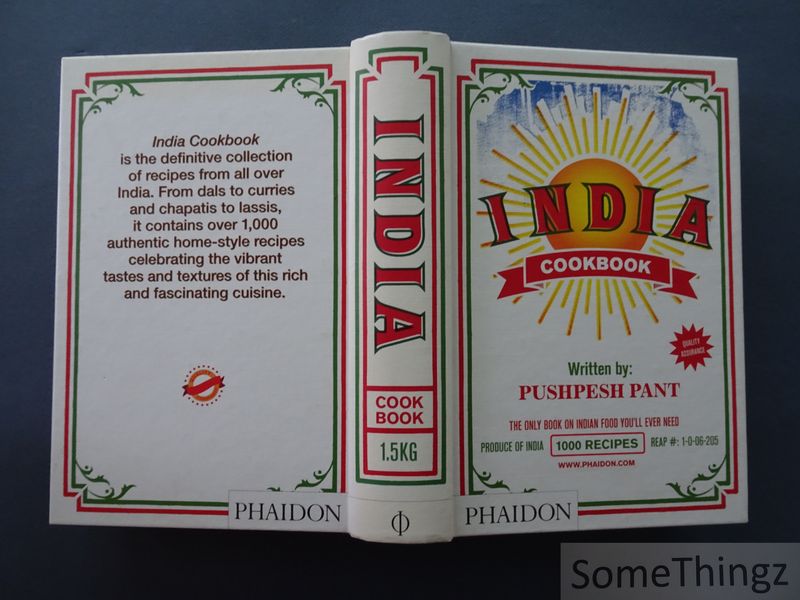 India Cookbook
is the definitive collection
of recipes from all over
India. From dals to curries
and chapatis to lassis,
it contains over 1,000
authentic home-style recipes
celebrating the vibrant
tastes and textures of this rich
and fascinating cuisine.
PHAIDON
INDIA
COOK
BOOK
1.5KG
INDIA
COOKBOOK
QUALITY
ASSURANCE
Written by:
PUSHPESH PANT
THE ONLY BOOK ON INDIAN FOOD YOU'LL EVER NEED
PRODUCE OF INDIA
1000 RECIPES
REAP #: 1-0-06-205
WWW.PHAIDON.COM
PHAIDON
SomeThingz